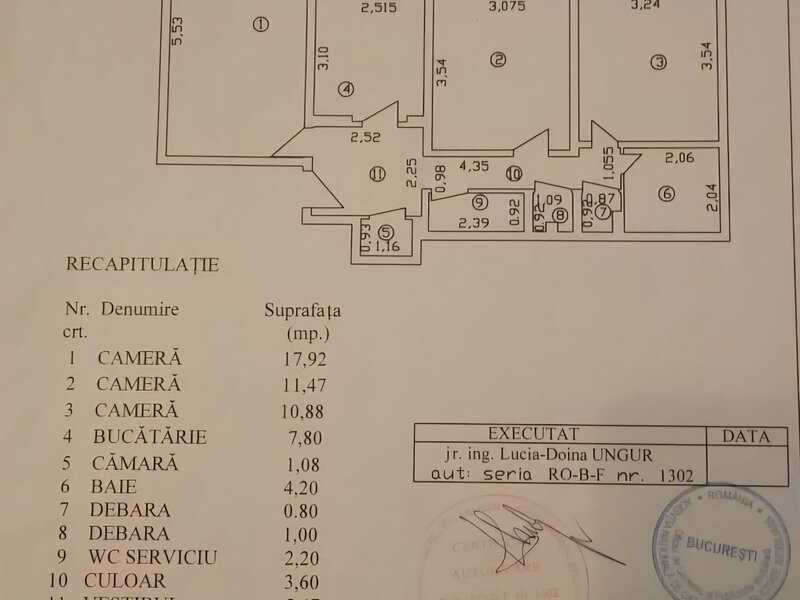 5,53
1
2,515
3,075
3,24
3,10
4
3,54
2
3
3,54
2,52
11
2,25
0,98
4,35
10
1,055
2,06
6
2,04
9
2,39
0,92
1,09
0,92
8
0,87
0,92
7
0,93
5
1,16
RECAPITULAȚIE
Nr. Denumire Suprafața
crt. (mp.)
1 CAMERĂ 17,92
2 CAMERĂ 11,47
3 CAMERĂ 10,88
4 BUCĂTĂRIE 7,80
5 CĂMARĂ 1,08
6 BAIE 4,20
7 DEBARA 0.80
8 DEBARA 1,00
9 WC SERVICIU 2,20
10 CULOAR 3,60
EXECUTAT DATA
jr. ing. Lucia-Doina UNGUR
aut: seria RO-B-F nr. 1302
ROMÂNIA
BUCUREȘTI